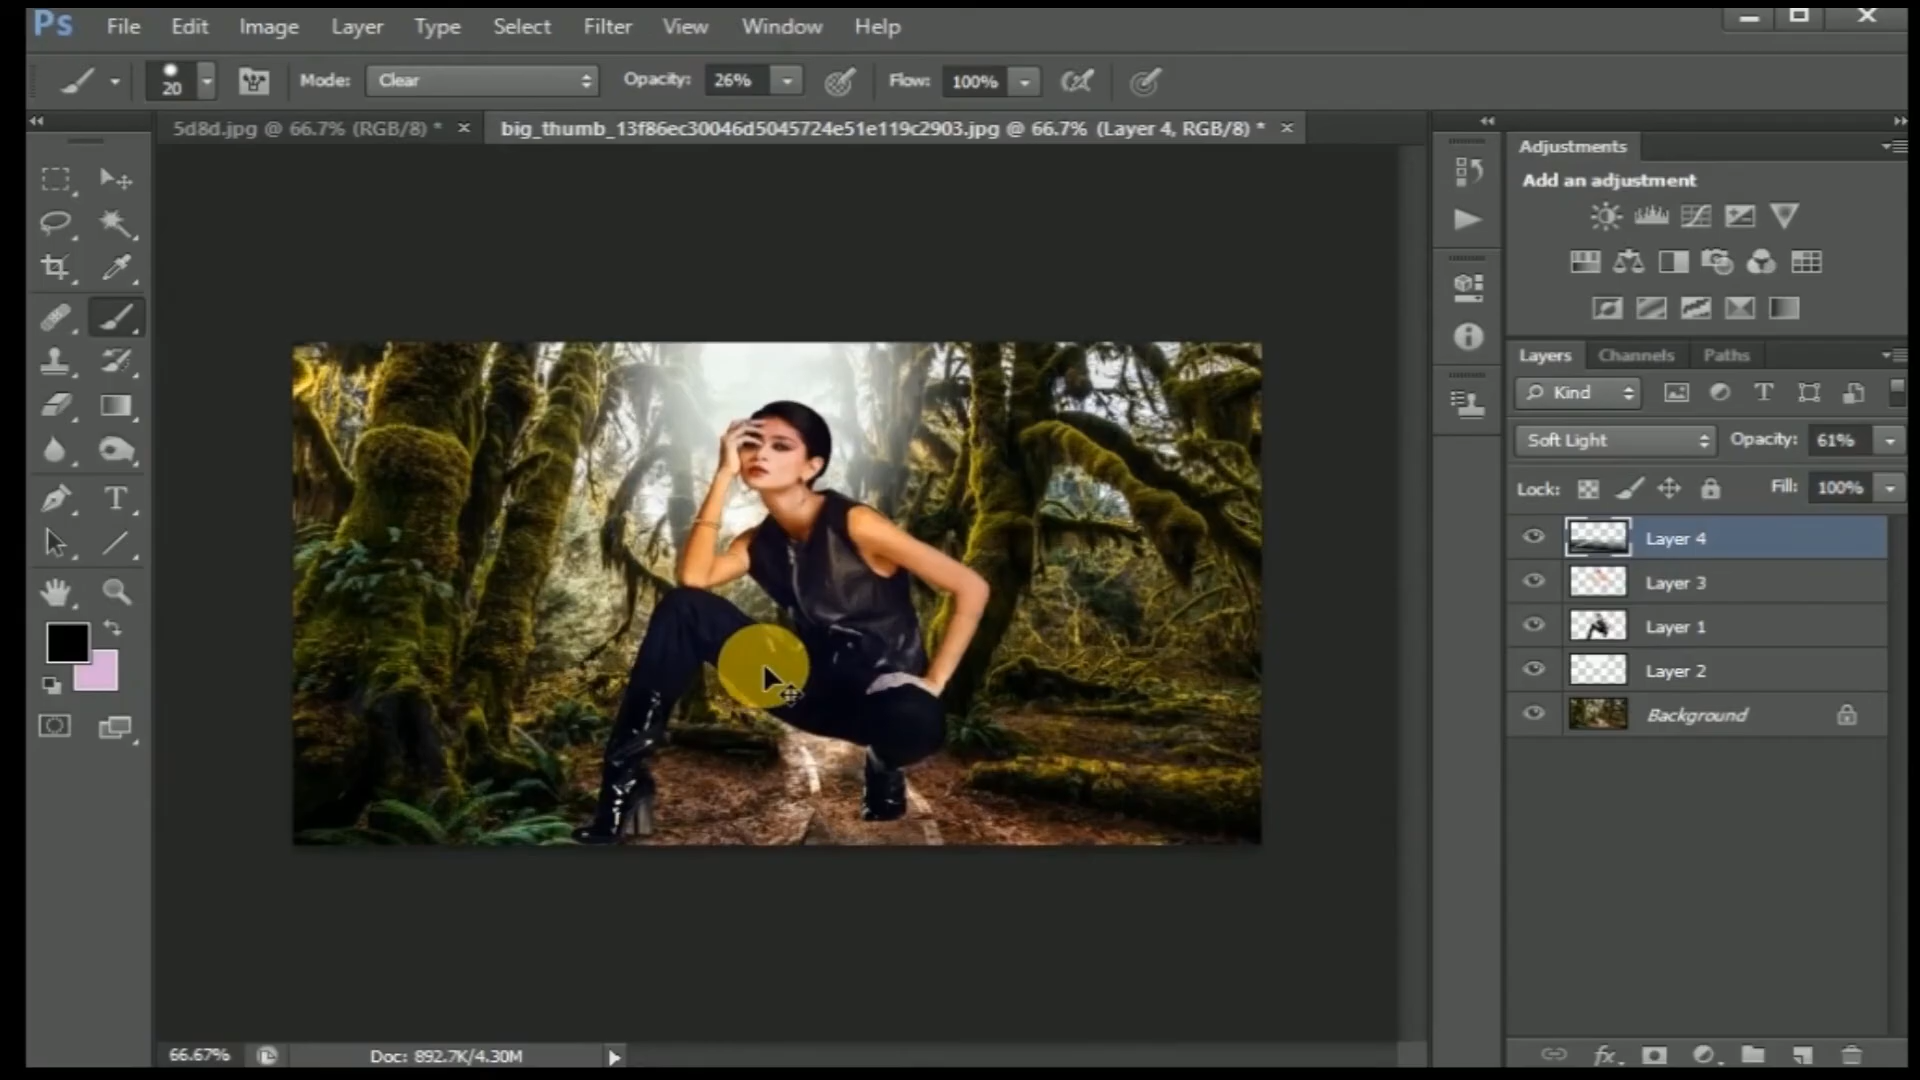 Ps File Edit Image Layer Type Select Filter View Window Help
20 Mode: Clear Opacity: 26% Flow: 100%
5d8d.jpg @ 66.7% (RGB/8) * × big_thumb_13f86ec30046d5045724e51e119c2903.jpg @ 66.7% (Layer 4, RGB/8) * ×
Adjustments
Add an adjustment
Layers Channels Paths
Kind
Soft Light Opacity: 61%
Lock: Fill: 100%
Layer 4
Layer 3
Layer 1
Layer 2
Background
66.67% Doc: 892.7K/4.30M